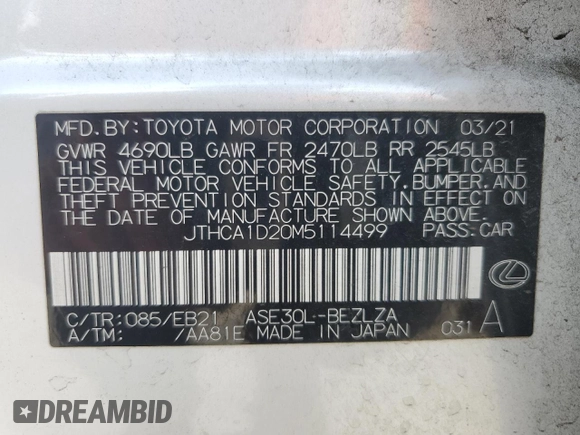 MFD.BY:TOYOTA MOTOR CORPORATION 03/21
GVWR 4690LB GAWR FR 2470LB RR 2545LB
THIS VEHICLE CONFORMS TO ALL APPLICABLE
FEDERAL MOTOR VEHICLE SAFETY,BUMPER,AND
THEFT PREVENTION STANDARDS IN EFFECT ON
THE DATE OF MANUFACTURE SHOWN ABOVE.
JTHCA1D20M5114499 PASS.CAR
C/TR:085/EB21 ASE30L-BEZLZA
A/TM: /AA81E MADE IN JAPAN 031 A
DREAMBID